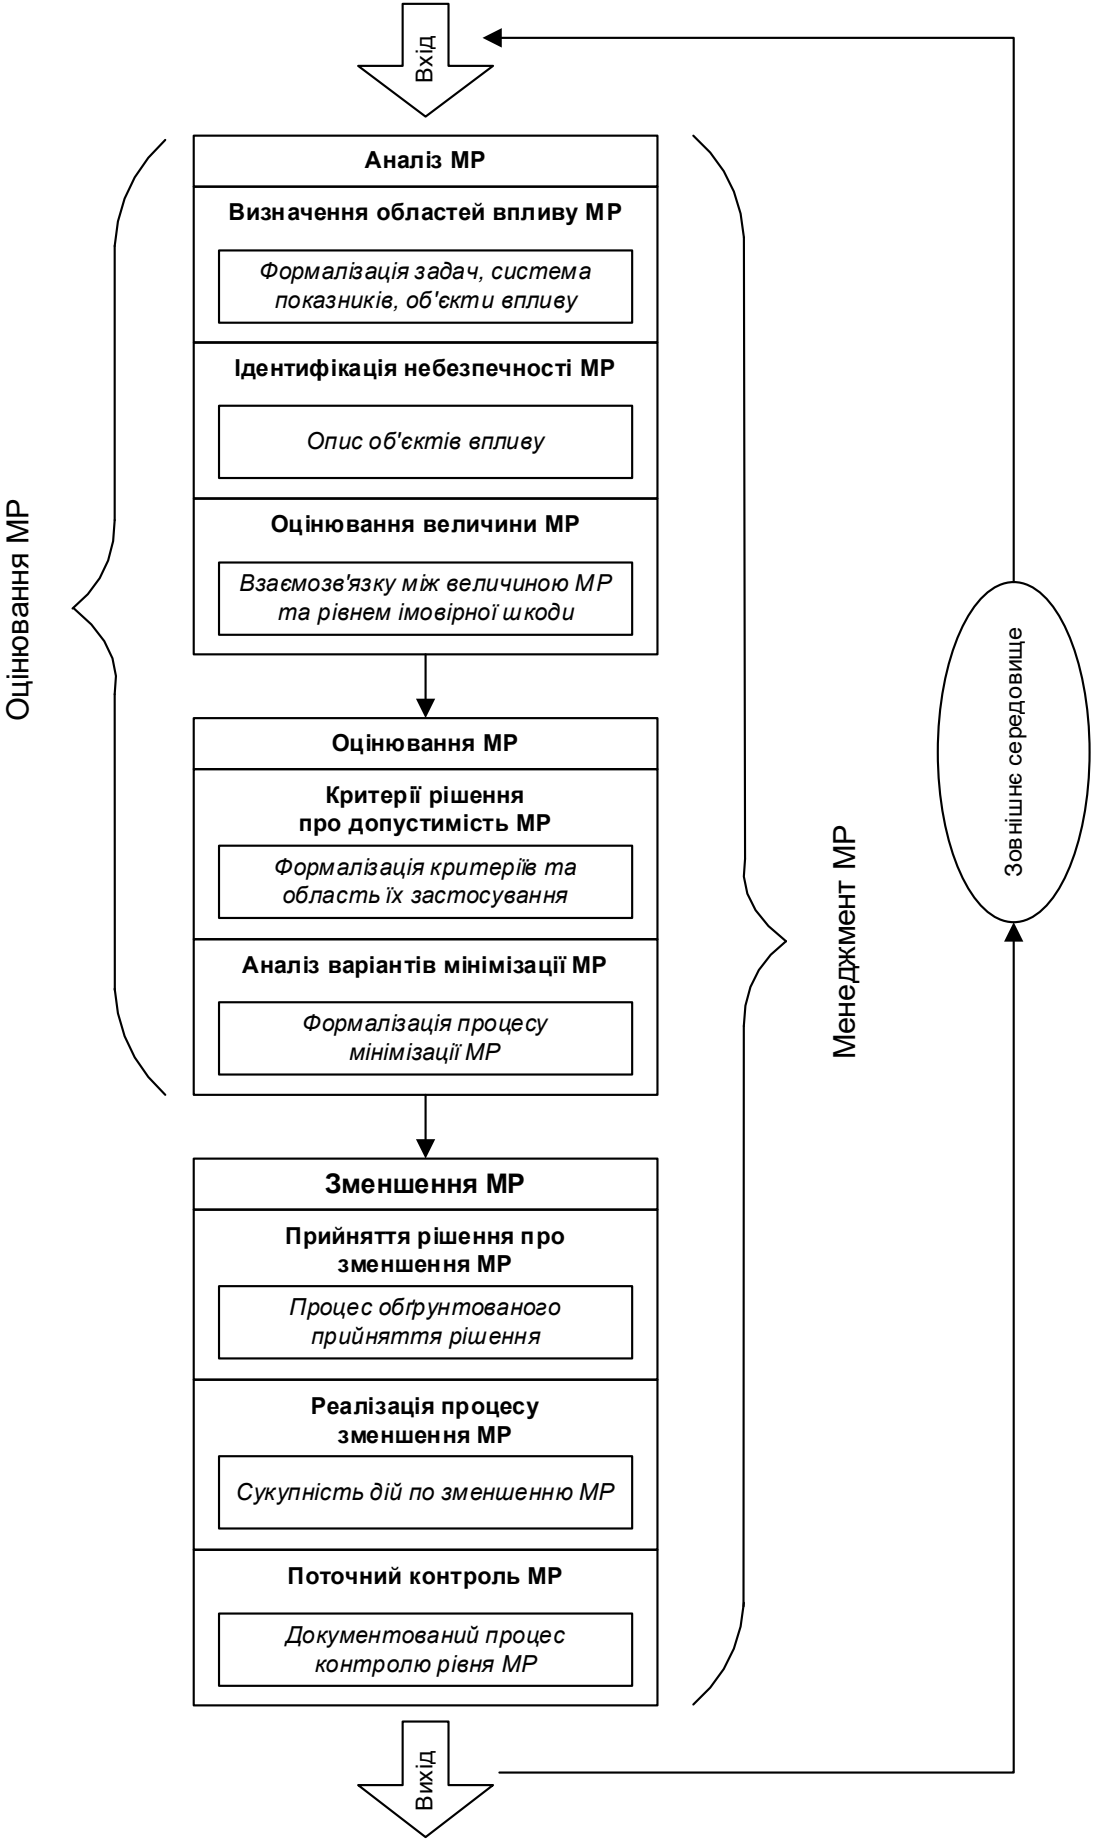 Вхід
Аналіз МР
Визначення областей впливу МР
Формалізація задач, система
показників, об'єкти впливу
Ідентифікація небезпечності МР
Опис об'єктів впливу
Оцінювання величини МР
Взаємозв'язку між величиною МР
та рівнем імовірної шкоди
Оцінювання МР
Оцінювання МР
Критерії рішення
про допустимість МР
Формалізація критеріїв та
область їх застосування
Аналіз варіантів мінімізації МР
Формалізація процесу
мінімізації МР
Менеджмент МР
Зовнішнє середовище
Зменшення МР
Прийняття рішення про
зменшення МР
Процес обґрунтованого
прийняття рішення
Реалізація процесу
зменшення МР
Сукупність дій по зменшенню МР
Поточний контроль МР
Документований процес
контролю рівня МР
Вихід